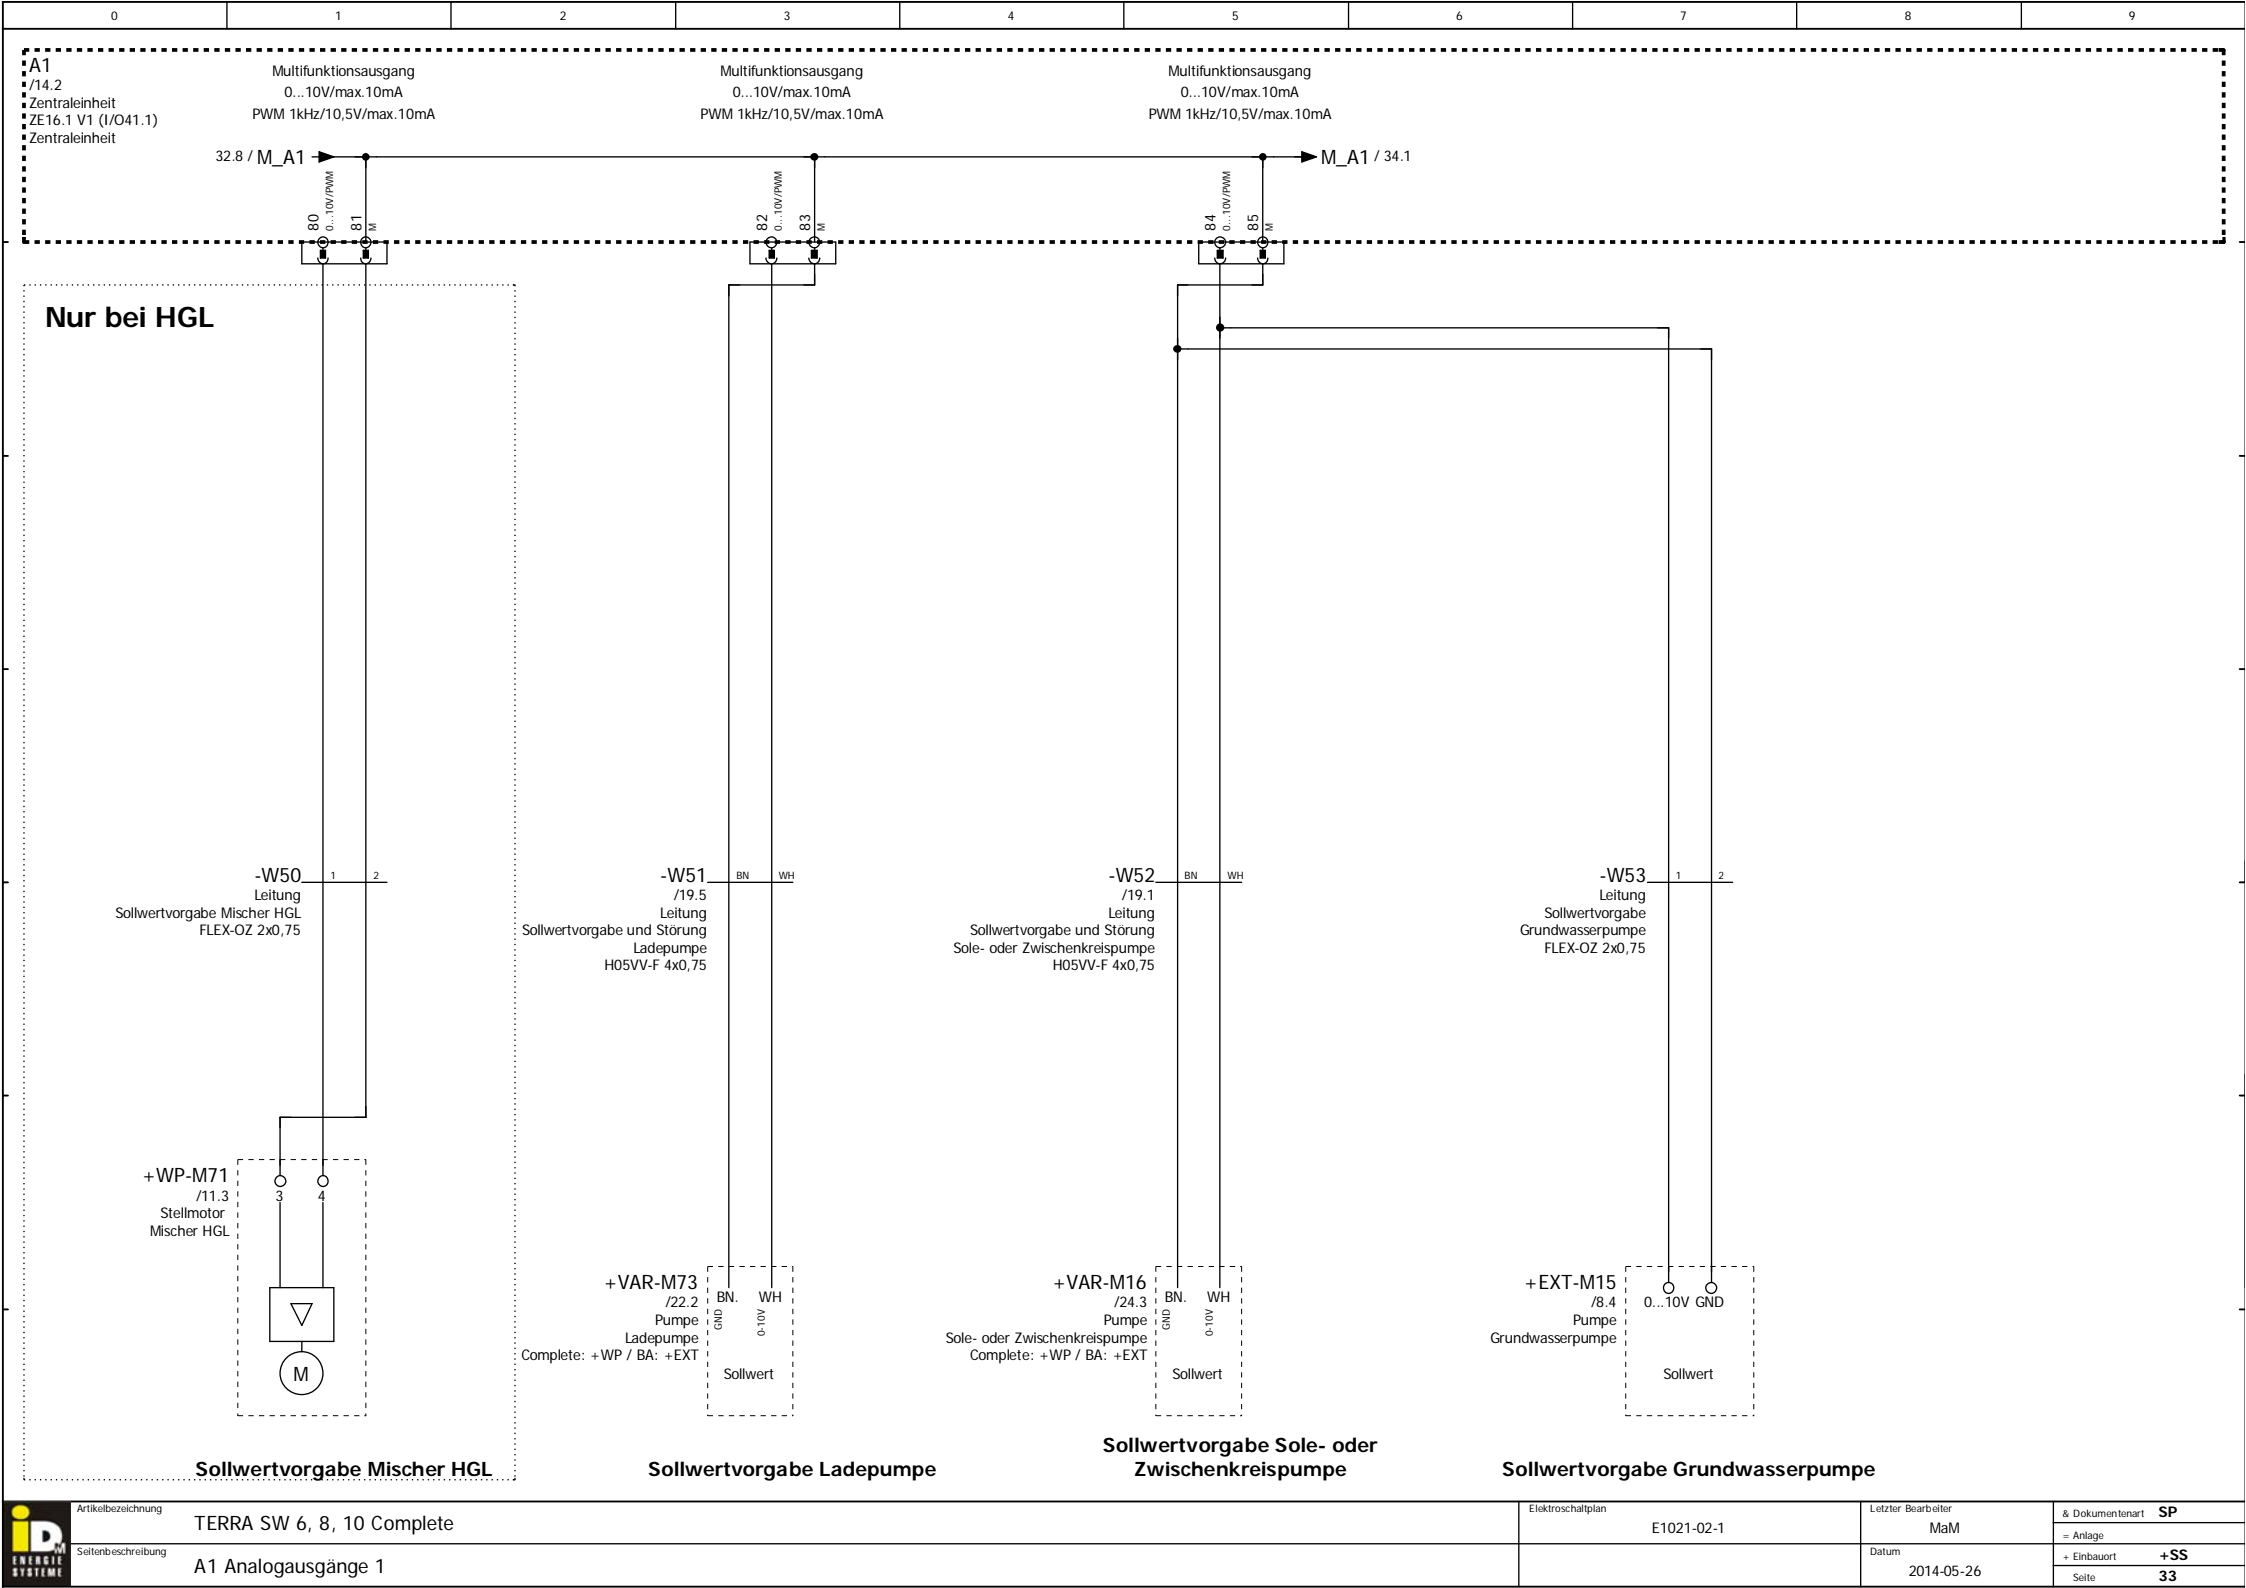 0 1 2 3 4 5 6 7 8 9
A1
/14.2
Zentraleinheit
ZE16.1 V1 (I/O41.1)
Zentraleinheit
Multifunktionsausgang
0...10V/max.10mA
PWM 1kHz/10,5V/max.10mA
Multifunktionsausgang
0...10V/max.10mA
PWM 1kHz/10,5V/max.10mA
Multifunktionsausgang
0...10V/max.10mA
PWM 1kHz/10,5V/max.10mA
32.8 / M_A1
M_A1 / 34.1
80
0...10V/PWM
81
M
82
0...10V/PWM
83
M
84
0...10V/PWM
85
M
Nur bei HGL
-W50 1 2
Leitung
Sollwertvorgabe Mischer HGL
FLEX-OZ 2x0,75
-W51 BN WH
/19.5
Leitung
Sollwertvorgabe und Störung
Ladepumpe
H05VV-F 4x0,75
-W52 BN WH
/19.1
Leitung
Sollwertvorgabe und Störung
Sole- oder Zwischenkreispumpe
H05VV-F 4x0,75
-W53 1 2
Leitung
Sollwertvorgabe
Grundwasserpumpe
FLEX-OZ 2x0,75
+WP-M71
/11.3
Stellmotor
Mischer HGL
3 4
M
+VAR-M73
/22.2
Pumpe
Ladepumpe
Complete: +WP / BA: +EXT
BN. WH
GND
0-10V
Sollwert
+VAR-M16
/24.3
Pumpe
Sole- oder Zwischenkreispumpe
Complete: +WP / BA: +EXT
BN. WH
GND
0-10V
Sollwert
+EXT-M15
/8.4
Pumpe
Grundwasserpumpe
0...10V GND
Sollwert
Sollwertvorgabe Mischer HGL
Sollwertvorgabe Ladepumpe
Sollwertvorgabe Sole- oder
Zwischenkreispumpe
Sollwertvorgabe Grundwasserpumpe
iDM
ENERGIE
SYSTEME
Artikelbezeichnung
TERRA SW 6, 8, 10 Complete
Seitenbeschreibung
A1 Analogausgänge 1
Elektroschaltplan
E1021-02-1
Letzter Bearbeiter
MaM
Datum
2014-05-26
& Dokumentenart SP
= Anlage
+ Einbauort +SS
Seite 33